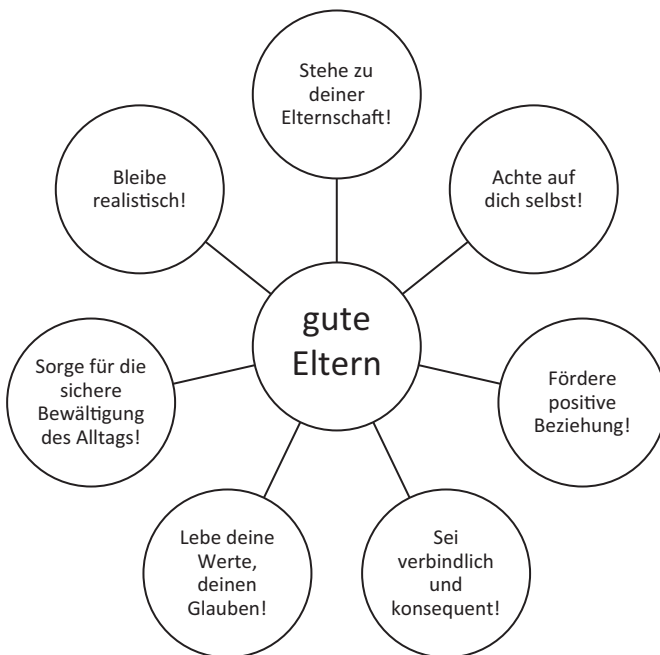 Stehe zu
deiner
Elternschaft!
Bleibe
realistisch!
Achte auf
dich selbst!
gute
Eltern
Sorge für die
sichere
Bewältigung
des Alltags!
Fördere
positive
Beziehung!
Lebe deine
Werte,
deinen
Glauben!
Sei
verbindlich
und
konsequent!